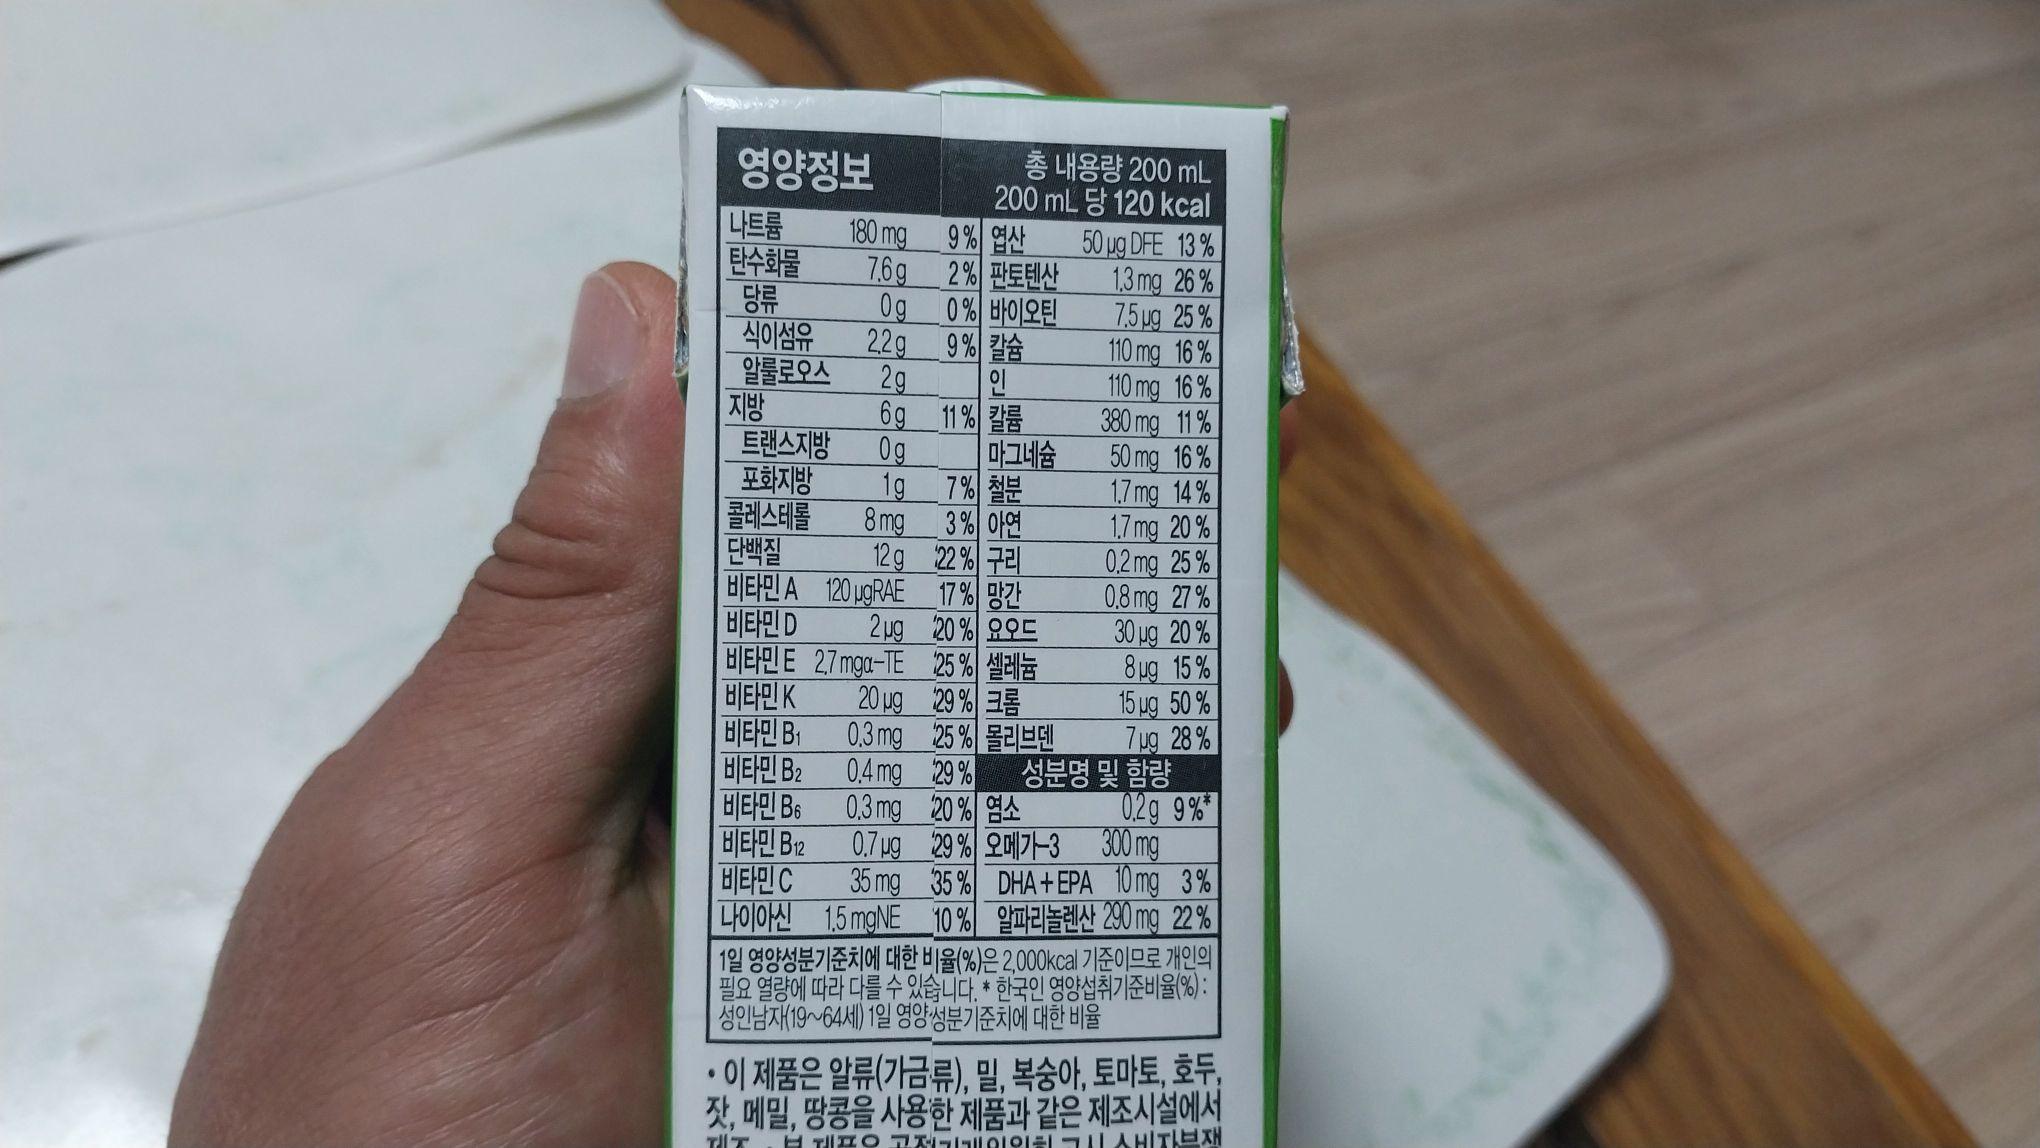 영양정보
총 내용량 200 mL
200 mL 당 120 kcal
나트륨 180 mg 9 %
탄수화물 7.6 g 2 %
당류 0 g 0 %
식이섬유 2.2 g 9 %
알룰로오스 2 g
지방 6 g 11 %
트랜스지방 0 g
포화지방 1 g 7 %
콜레스테롤 8 mg 3 %
단백질 12 g 22 %
비타민 A 120 μgRAE 17 %
비타민 D 2 μg 20 %
비타민 E 2.7 mgα-TE 25 %
비타민 K 20 μg 29 %
비타민 B1 0.3 mg 25 %
비타민 B2 0.4 mg 29 %
비타민 B6 0.3 mg 20 %
비타민 B12 0.7 μg 29 %
비타민 C 35 mg 35 %
나이아신 1.5 mgNE 10 %
엽산 50 μg DFE 13 %
판토텐산 1.3 mg 26 %
바이오틴 7.5 μg 25 %
칼슘 110 mg 16 %
인 110 mg 16 %
칼륨 380 mg 11 %
마그네슘 50 mg 16 %
철분 1.7 mg 14 %
아연 1.7 mg 20 %
구리 0.2 mg 25 %
망간 0.8 mg 27 %
요오드 30 μg 20 %
셀레늄 8 μg 15 %
크롬 15 μg 50 %
몰리브덴 7 μg 28 %
성분명 및 함량
염소 0.2 g 9 %*
오메가-3 300 mg
DHA + EPA 10 mg 3 %
알파리놀렌산 290 mg 22 %
1일 영양성분기준치에 대한 비율(%)은 2,000kcal 기준이므로 개인의
필요 열량에 따라 다를 수 있습니다. * 한국인 영양섭취기준비율(%) :
성인남자(19~64세) 1일 영양성분기준치에 대한 비율
• 이 제품은 알류(가금류), 밀, 복숭아, 토마토, 호두,
잣, 메밀, 땅콩을 사용한 제품과 같은 제조시설에서